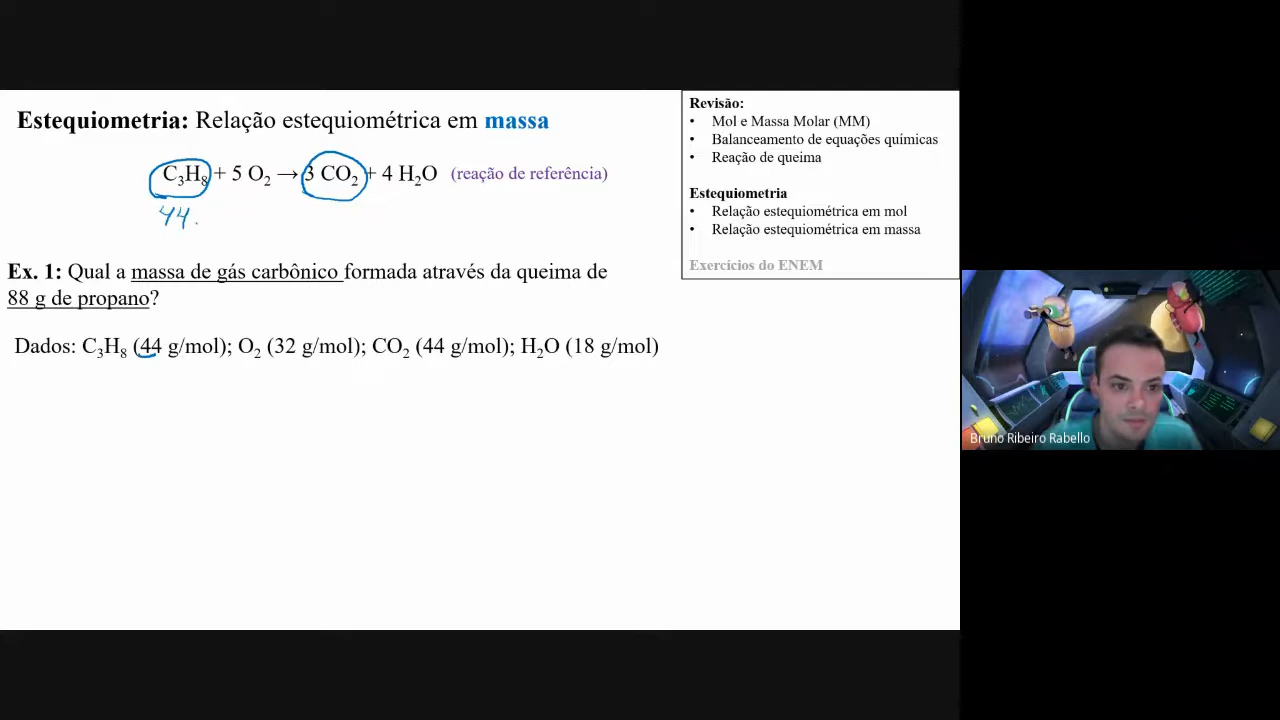 Estequiometria: Relação estequiométrica em massa
C₃H₈ + 5 O₂ → 3 CO₂ + 4 H₂O (reação de referência)
44.
Ex. 1: Qual a massa de gás carbônico formada através da queima de
88 g de propano?
Dados: C₃H₈ (44 g/mol); O₂ (32 g/mol); CO₂ (44 g/mol); H₂O (18 g/mol)
Revisão:
• Mol e Massa Molar (MM)
• Balanceamento de equações químicas
• Reação de queima
Estequiometria
• Relação estequiométrica em mol
• Relação estequiométrica em massa
Exercícios do ENEM
Bruno Ribeiro Rabello